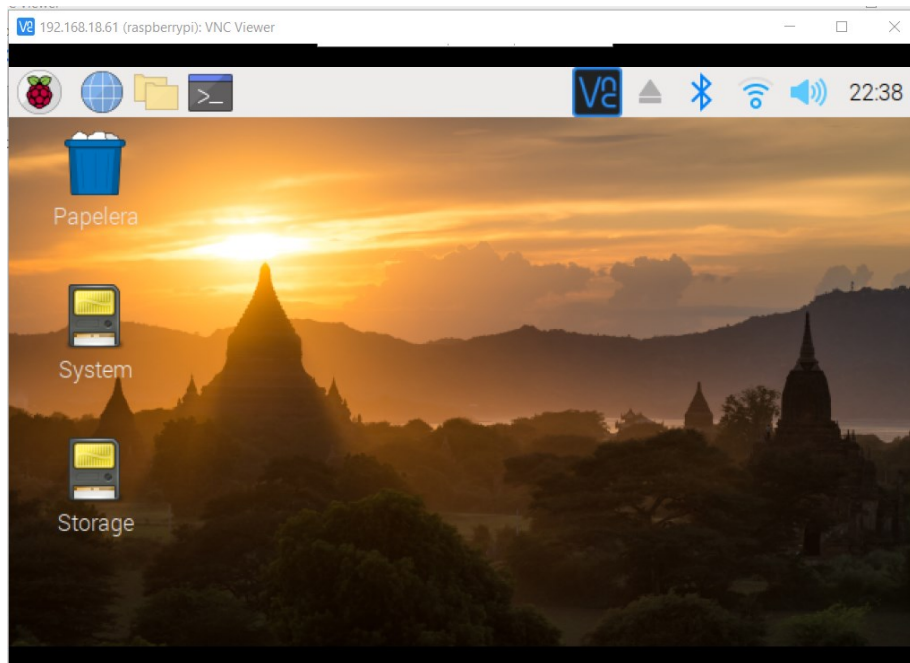 192.168.18.61 (raspberrypi): VNC Viewer
22:38
Papelera
System
Storage